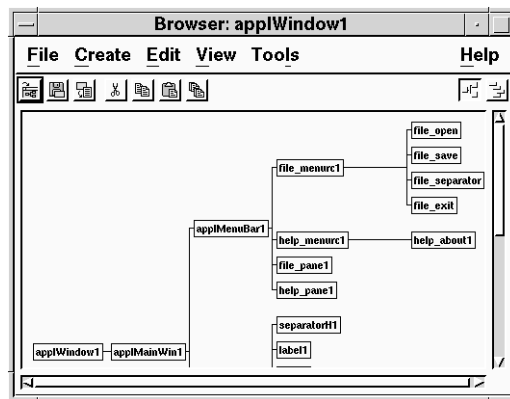 Browser: applWindow1
File Create Edit View Tools Help
file_open
file_save
file_menurc1
file_separator
file_exit
applMenuBar1
help_menurc1 help_about1
file_pane1
help_pane1
separatorH1
applWindow1 applMainWin1 label1